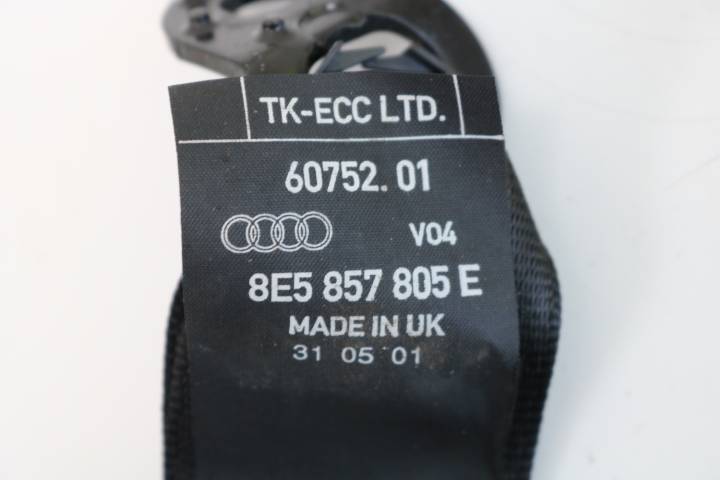 TK-ECC LTD.
60752.01
V04
8E5 857 805 E
MADE IN UK
31 05 01